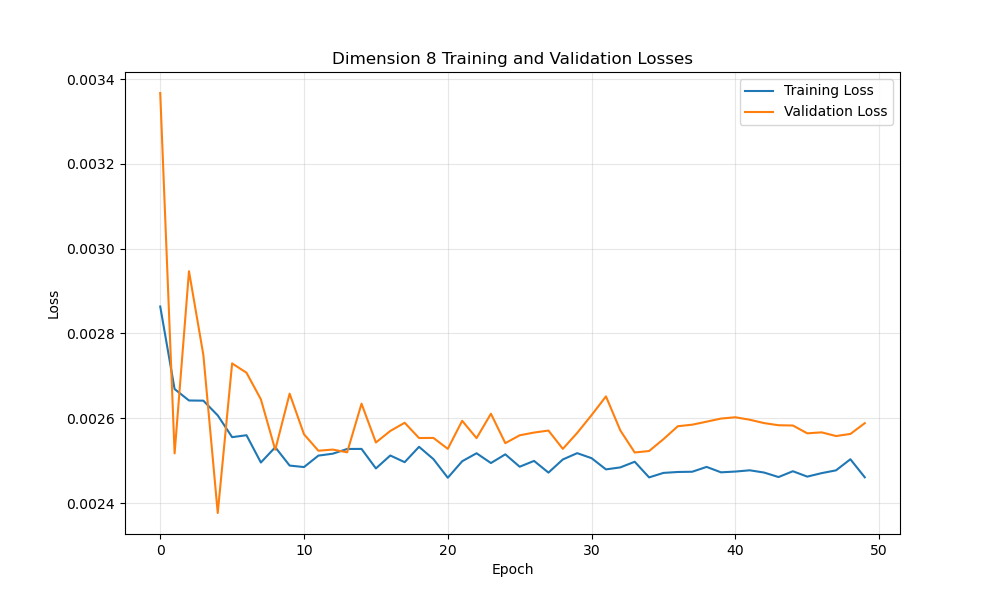 Dimension 8 Training and Validation Losses
0.0034
0.0032
0.0030
0.0028
0.0026
0.0024
Loss
Training Loss
Validation Loss
0 10 20 30 40 50
Epoch